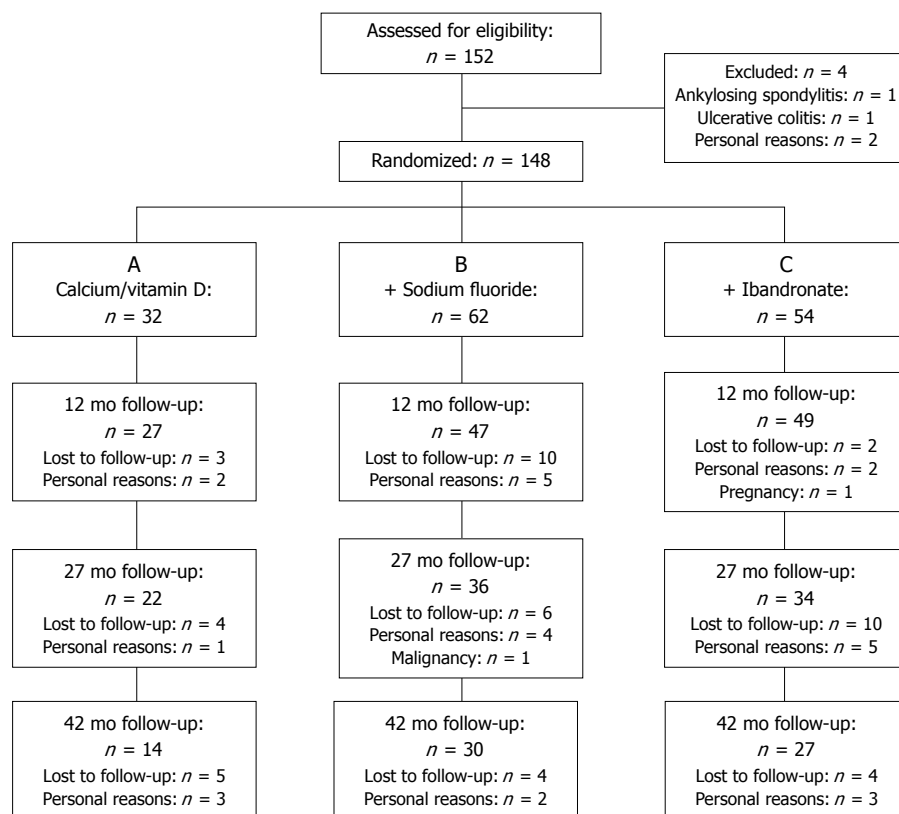 Assessed for eligibility:
n = 152
Excluded: n = 4
Ankylosing spondylitis: n = 1
Ulcerative colitis: n = 1
Personal reasons: n = 2
Randomized: n = 148
A
Calcium/vitamin D:
n = 32
B
+ Sodium fluoride:
n = 62
C
+ Ibandronate:
n = 54
12 mo follow-up:
n = 27
Lost to follow-up: n = 3
Personal reasons: n = 2
12 mo follow-up:
n = 47
Lost to follow-up: n = 10
Personal reasons: n = 5
12 mo follow-up:
n = 49
Lost to follow-up: n = 2
Personal reasons: n = 2
Pregnancy: n = 1
27 mo follow-up:
n = 22
Lost to follow-up: n = 4
Personal reasons: n = 1
27 mo follow-up:
n = 36
Lost to follow-up: n = 6
Personal reasons: n = 4
Malignancy: n = 1
27 mo follow-up:
n = 34
Lost to follow-up: n = 10
Personal reasons: n = 5
42 mo follow-up:
n = 14
Lost to follow-up: n = 5
Personal reasons: n = 3
42 mo follow-up:
n = 30
Lost to follow-up: n = 4
Personal reasons: n = 2
42 mo follow-up:
n = 27
Lost to follow-up: n = 4
Personal reasons: n = 3